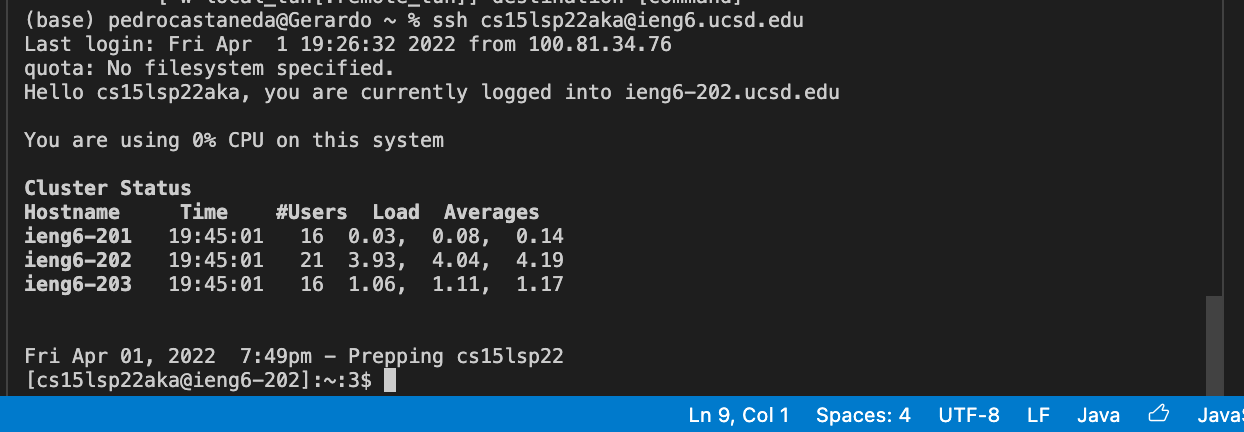 (base) pedrocastaneda@Gerardo ~ % ssh cs15lsp22aka@ieng6.ucsd.edu
Last login: Fri Apr  1 19:26:32 2022 from 100.81.34.76
quota: No filesystem specified.
Hello cs15lsp22aka, you are currently logged into ieng6-202.ucsd.edu
You are using 0% CPU on this system
Cluster Status
Hostname     Time    #Users  Load  Averages
ieng6-201   19:45:01   16  0.03,  0.08,  0.14
ieng6-202   19:45:01   21  3.93,  4.04,  4.19
ieng6-203   19:45:01   16  1.06,  1.11,  1.17
Fri Apr 01, 2022  7:49pm - Prepping cs15lsp22
[cs15lsp22aka@ieng6-202]:~:3$
Ln 9, Col 1 Spaces: 4 UTF-8 LF Java